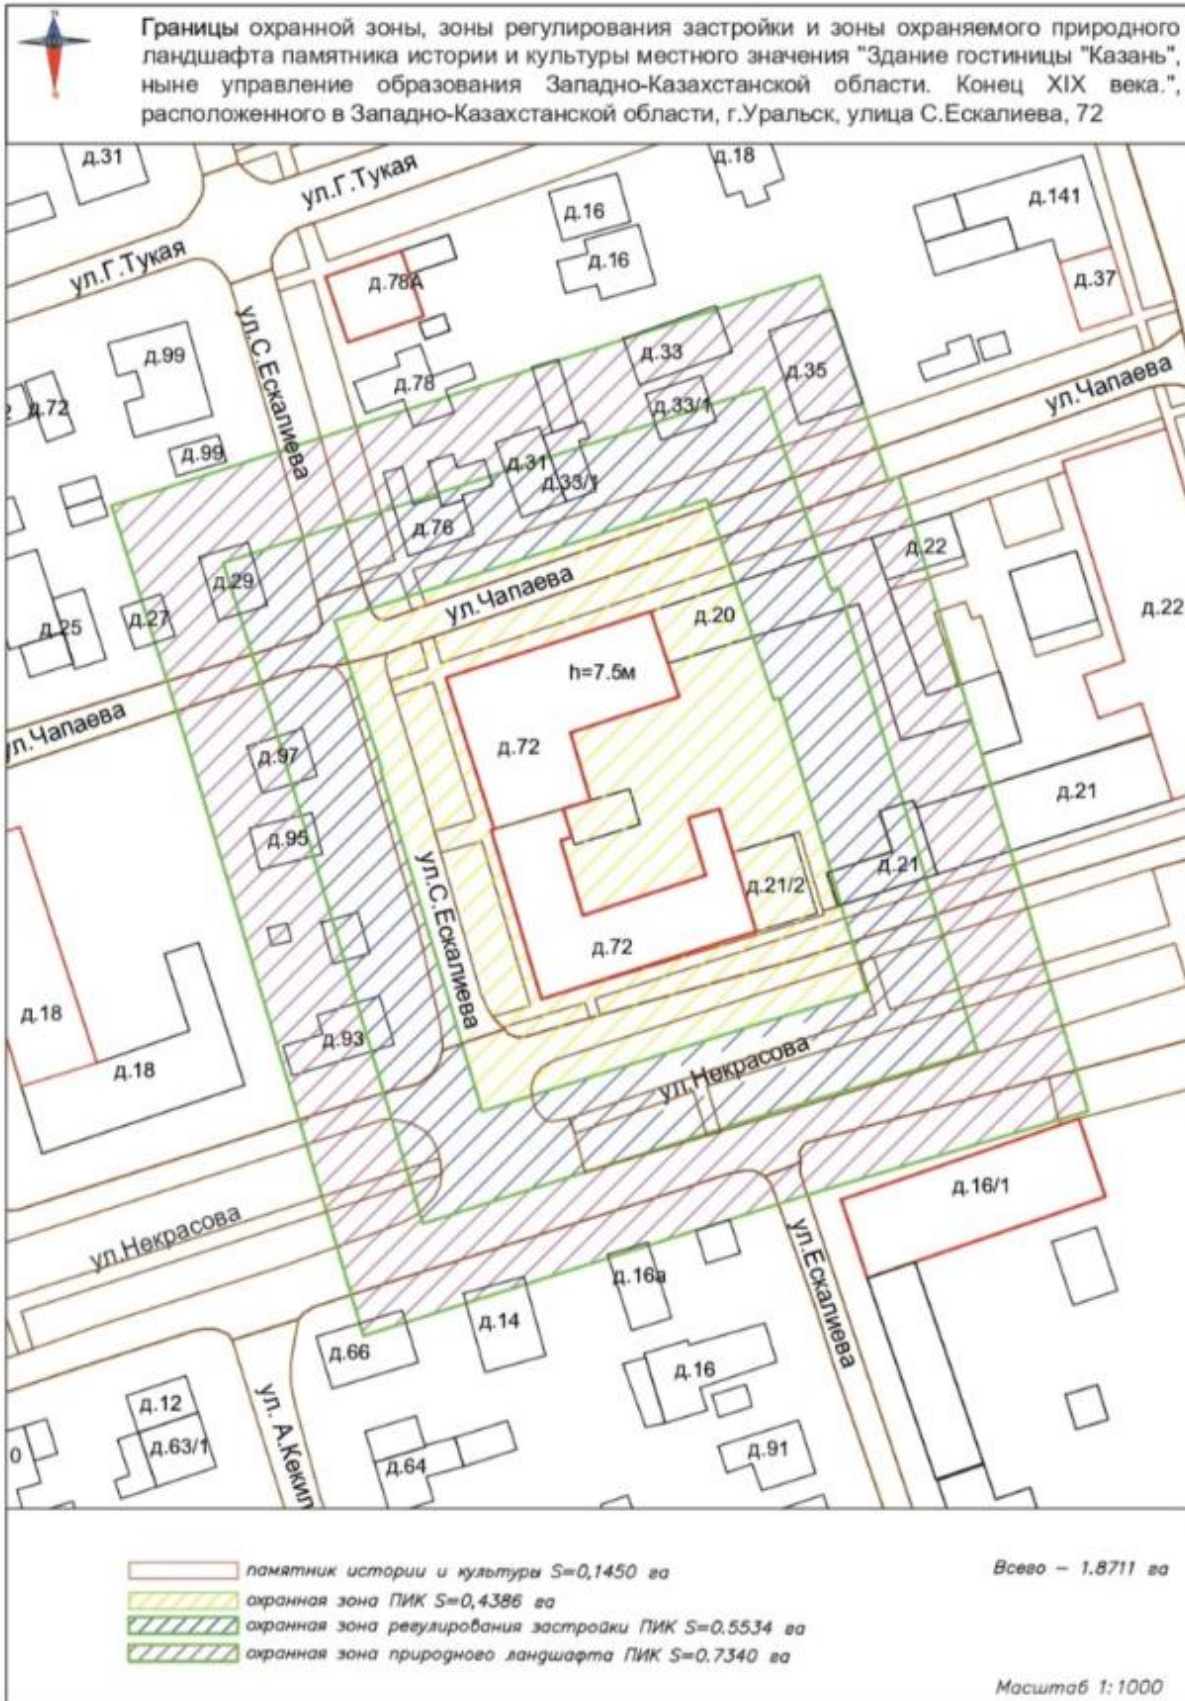 Границы охранной зоны, зоны регулирования застройки и зоны охраняемого природного
ландшафта памятника истории и культуры местного значения "Здание гостиницы "Казань",
ныне управление образования Западно-Казахстанской области. Конец XIX века.",
расположенного в Западно-Казахстанской области, г.Уральск, улица С.Ескалиева, 72
д.31
ул.Г.Тукая
д.18
д.16
д.141
ул.Г.Тукая
д.16
д.78А
д.37
ул.С.Ескалиева
д.99
д.33
д.35
д.78
ул.Чапаева
д.72
д.33/1
д.99
д.31
д.33/1
д.76
д.22
д.29
ул.Чапаева
д.22
д.27
д.25
д.20
h=7.5м
ул.Чапаева
д.72
д.97
д.21
д.95
д.21
ул.С.Ескалиева
д.21/2
д.72
д.18
д.93
д.18
ул.Некрасова
д.16/1
ул.Некрасова
ул.Ескалиева
д.16а
д.14
д.66
д.16
д.12
ул. А.Кекил
д.63/1
д.91
0
д.64
памятник истории и культуры S=0,1450 га
Всего – 1.8711 га
охранная зона ПИК S=0,4386 га
охранная зона регулирования застройки ПИК S=0.5534 га
охранная зона природного ландшафта ПИК S=0.7340 га
Масштаб 1:1000